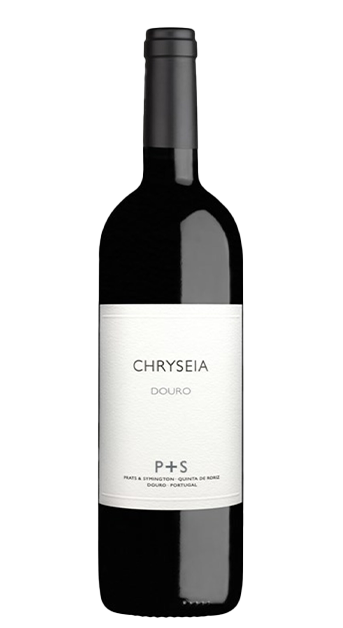 CHRYSEIA
DOURO
P+S
PRATS & SYMINGTON · QUINTA DE RORIZ
DOURO · PORTUGAL